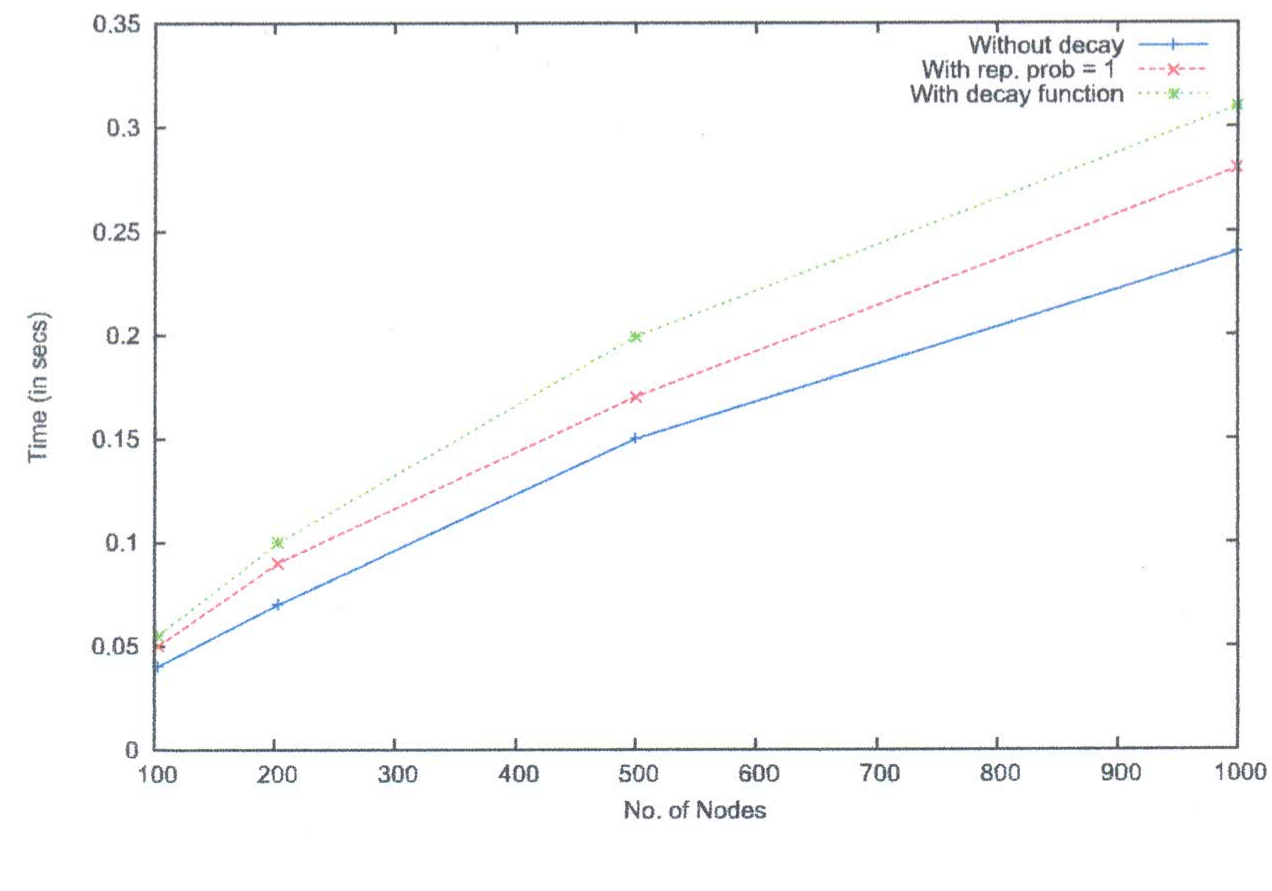 0.35
Without decay
With rep. prob = 1
With decay function
0.3
0.25
0.2
0.15
0.1
0.05
0
Time (in secs)
100 200 300 400 500 600 700 800 900 1000
No. of Nodes